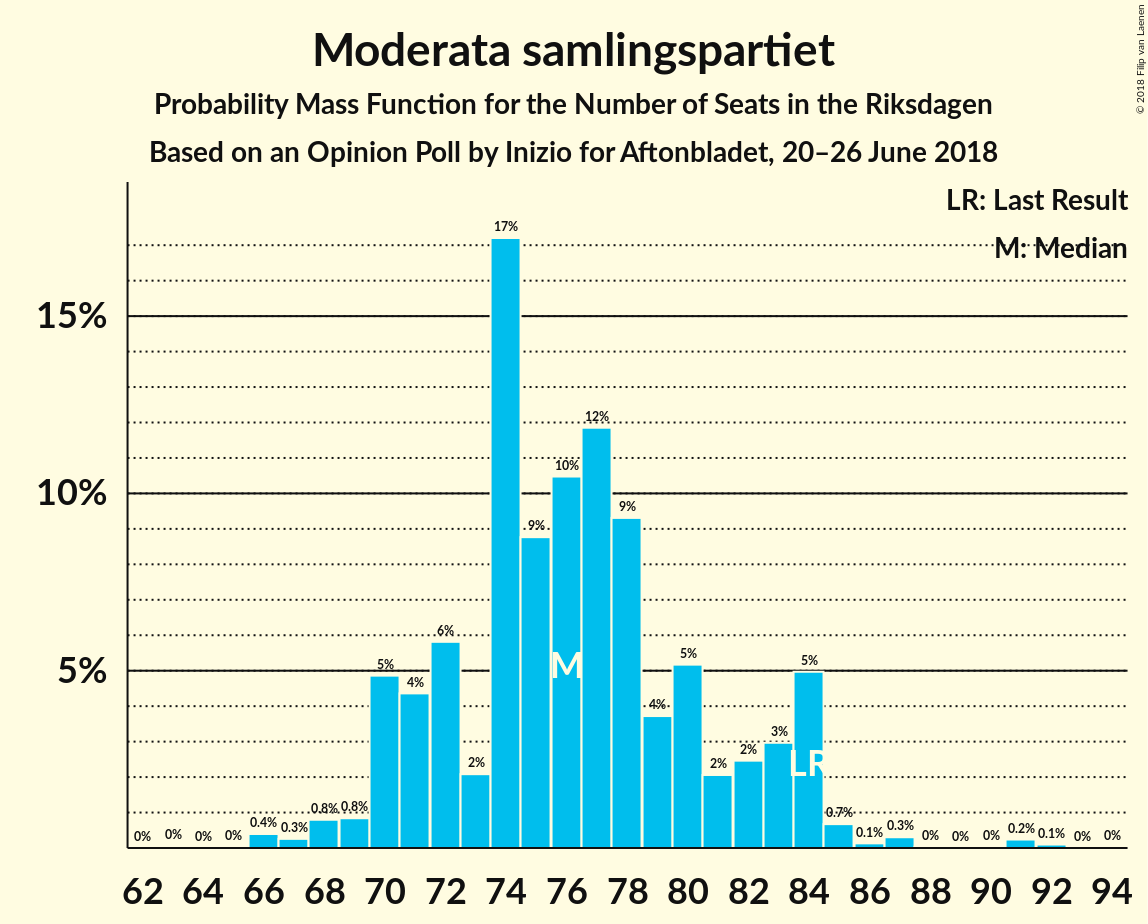 Moderata samlingspartiet
Probability Mass Function for the Number of Seats in the Riksdagen
Based on an Opinion Poll by Inizio for Aftonbladet, 20–26 June 2018
© 2018 Filip van Laenen
LR: Last Result
M: Median
15%
10%
5%
0% 0% 0% 0% 0.4% 0.3% 0.8% 0.8% 5% 4% 6% 2% 17% 9% 10% 12% 9% 4% 5% 2% 2% 3% 5% 0.7% 0.1% 0.3% 0% 0% 0% 0.2% 0.1% 0% 0%
M
LR
62 64 66 68 70 72 74 76 78 80 82 84 86 88 90 92 94